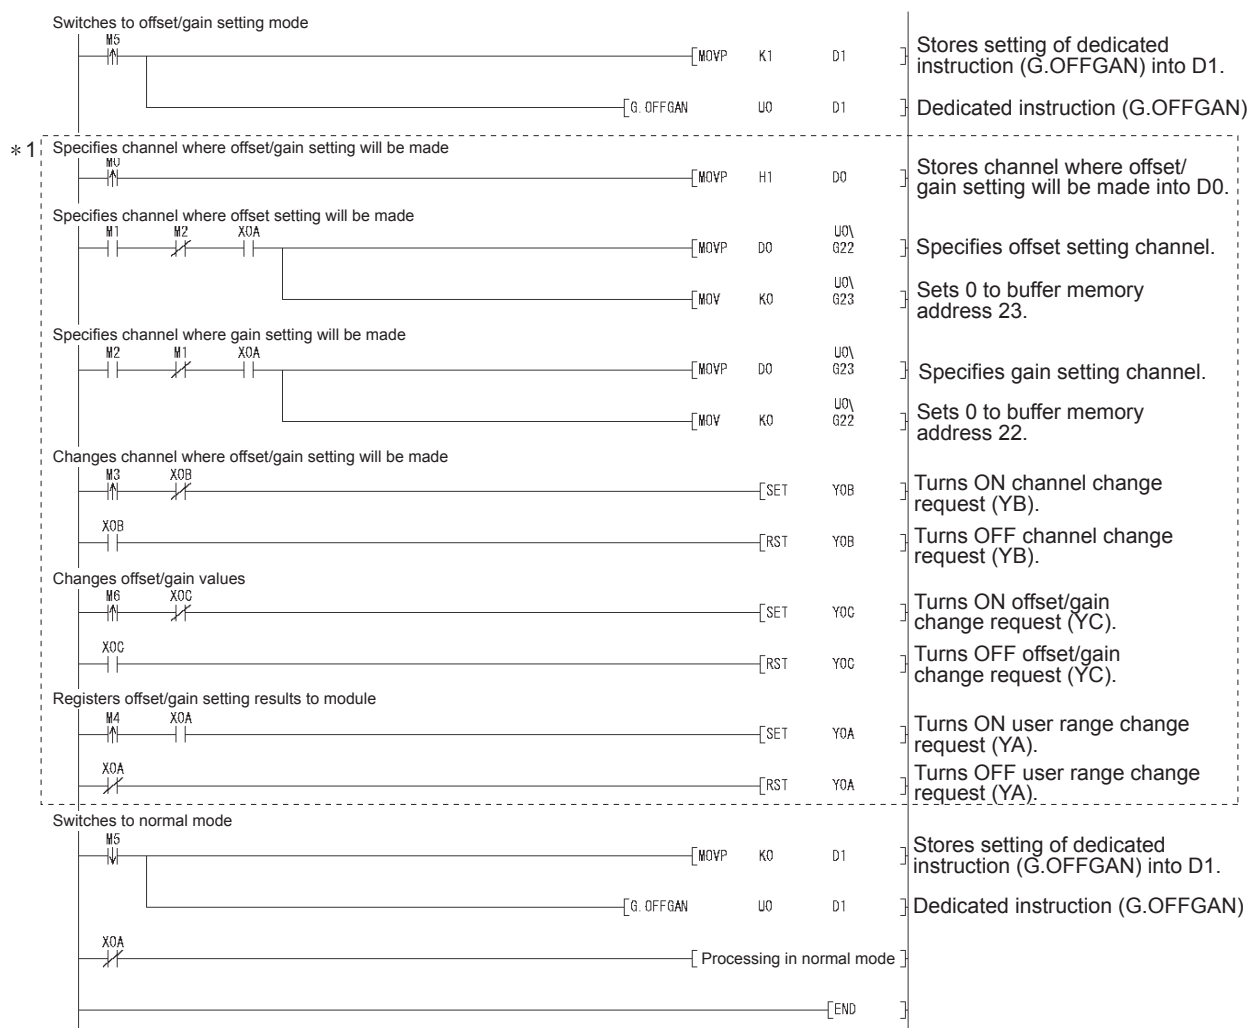 Switches to offset/gain setting mode
M5
MOVP K1 D1
Stores setting of dedicated
instruction (G.OFFGAN) into D1.
G. OFFGAN U0 D1
Dedicated instruction (G.OFFGAN)
*1
Specifies channel where offset/gain setting will be made
M0
MOVP H1 D0
Stores channel where offset/
gain setting will be made into D0.
Specifies channel where offset setting will be made
M1 M2 X0A
MOVP D0 U0\
G22
Specifies offset setting channel.
MOV K0 U0\
G23
Sets 0 to buffer memory
address 23.
Specifies channel where gain setting will be made
M2 M1 X0A
MOVP D0 U0\
G23
Specifies gain setting channel.
MOV K0 U0\
G22
Sets 0 to buffer memory
address 22.
Changes channel where offset/gain setting will be made
M3 X0B
SET Y0B
Turns ON channel change
request (YB).
X0B
RST Y0B
Turns OFF channel change
request (YB).
Changes offset/gain values
M6 X0C
SET Y0C
Turns ON offset/gain
change request (YC).
X0C
RST Y0C
Turns OFF offset/gain
change request (YC).
Registers offset/gain setting results to module
M4 X0A
SET Y0A
Turns ON user range change
request (YA).
X0A
RST Y0A
Turns OFF user range change
request (YA).
Switches to normal mode
M5
MOVP K0 D1
Stores setting of dedicated
instruction (G.OFFGAN) into D1.
G. OFFGAN U0 D1
Dedicated instruction (G.OFFGAN)
X0A
Processing in normal mode
END